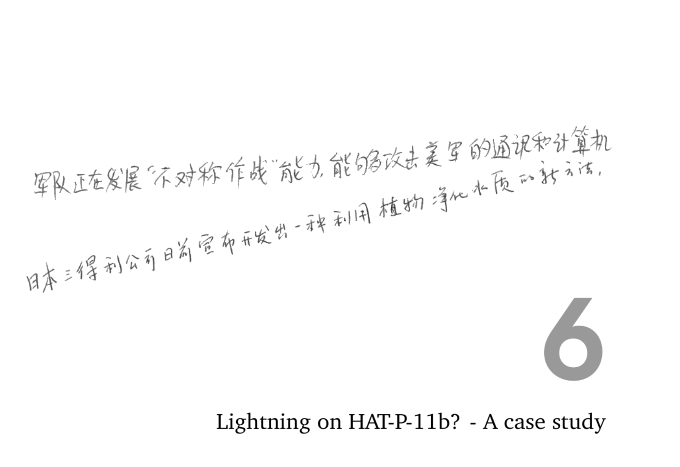 军队正在发展“不对称作战”能力,能够攻击美军的通讯和计算机
日本三得利公司日前宣布开发出一种利用植物净化水质的新方法.
6
Lightning on HAT-P-11b? - A case study